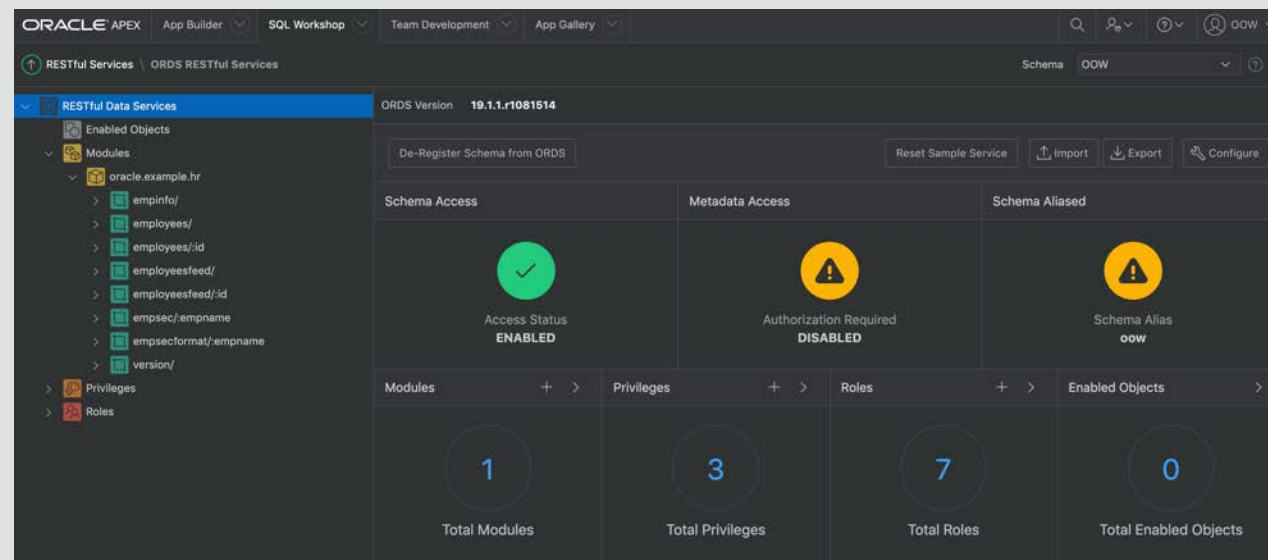 ORACLE APEX App Builder SQL Workshop Team Development App Gallery OOW
RESTful Services \ ORDS RESTful Services Schema OOW
RESTful Data Services
Enabled Objects
Modules
oracle.example.hr
empinfo/
employees/
employees/:id
employeesfeed/
employeesfeed/:id
empsec/:empname
empsecformat/:empname
version/
Privileges
Roles
ORDS Version 19.1.1.r1081514
De-Register Schema from ORDS Reset Sample Service Import Export Configure
Schema Access Metadata Access Schema Aliased
Access Status Authorization Required Schema Alias
ENABLED DISABLED oow
Modules Privileges Roles Enabled Objects
1 3 7 0
Total Modules Total Privileges Total Roles Total Enabled Objects